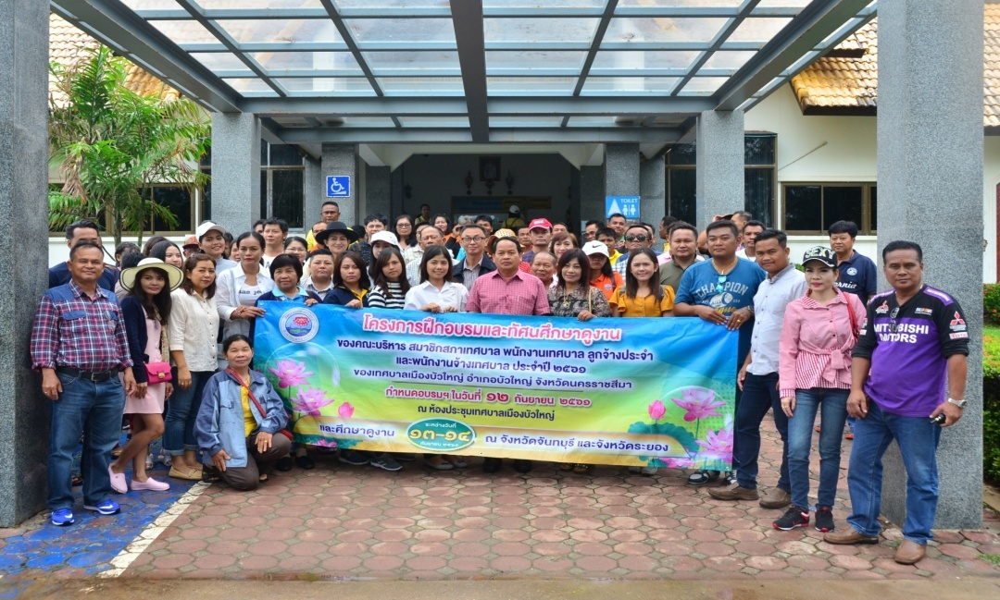 TOILET
โครงการฝึกอบรมและทัศนศึกษาดูงาน
ของคณะบริหาร สมาชิกสภาเทศบาล พนักงานเทศบาล ลูกจ้างประจำ
และพนักงานจ้างเทศบาล ประจำปี ๒๕๖๑
ของเทศบาลเมืองบัวใหญ่ อำเภอบัวใหญ่ จังหวัดนครราชสีมา
กำหนดอบรมฯ ในวันที่ ๑๒ กันยายน ๒๕๖๑
ณ ห้องประชุมเทศบาลเมืองบัวใหญ่
และศึกษาดูงาน ระหว่างวันที่ ๑๓-๑๔ กันยายน ๒๕๖๑ ณ จังหวัดจันทบุรี และจังหวัดระยอง
CHAMPION
MITSUBISHI
MOTORS